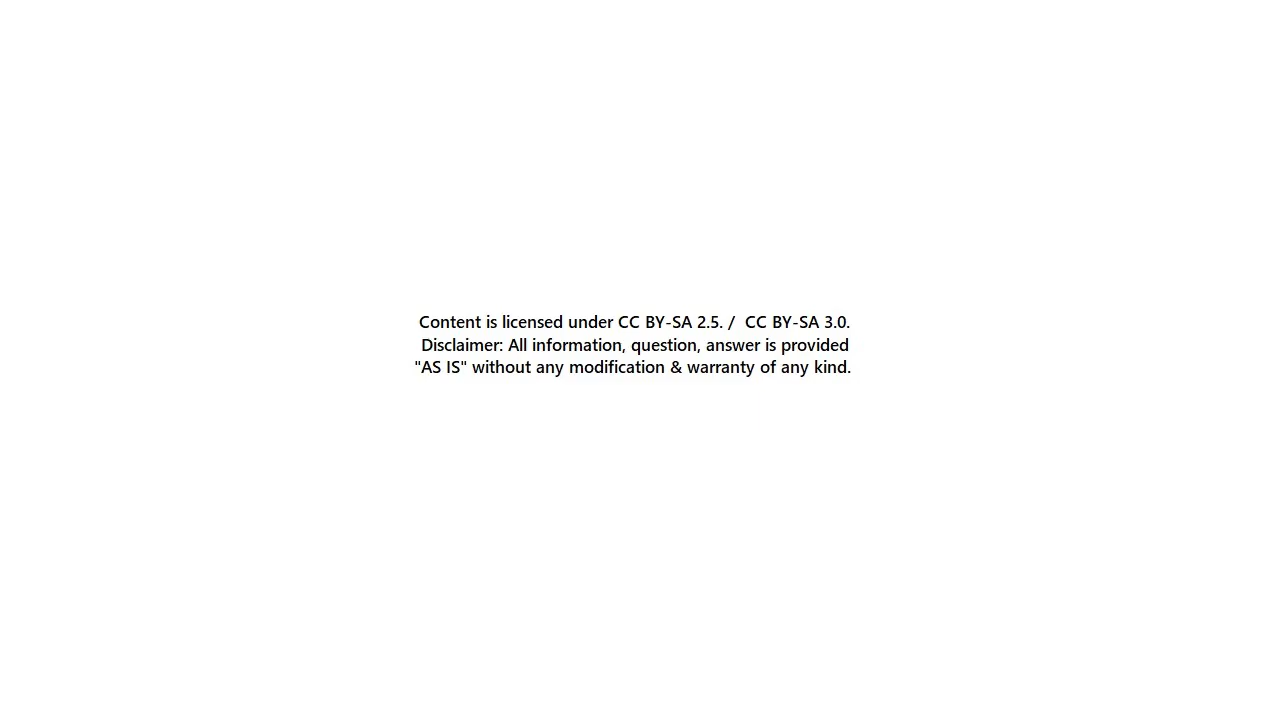 Content is licensed under CC BY-SA 2.5. /  CC BY-SA 3.0.
Disclaimer: All information, question, answer is provided
"AS IS" without any modification & warranty of any kind.